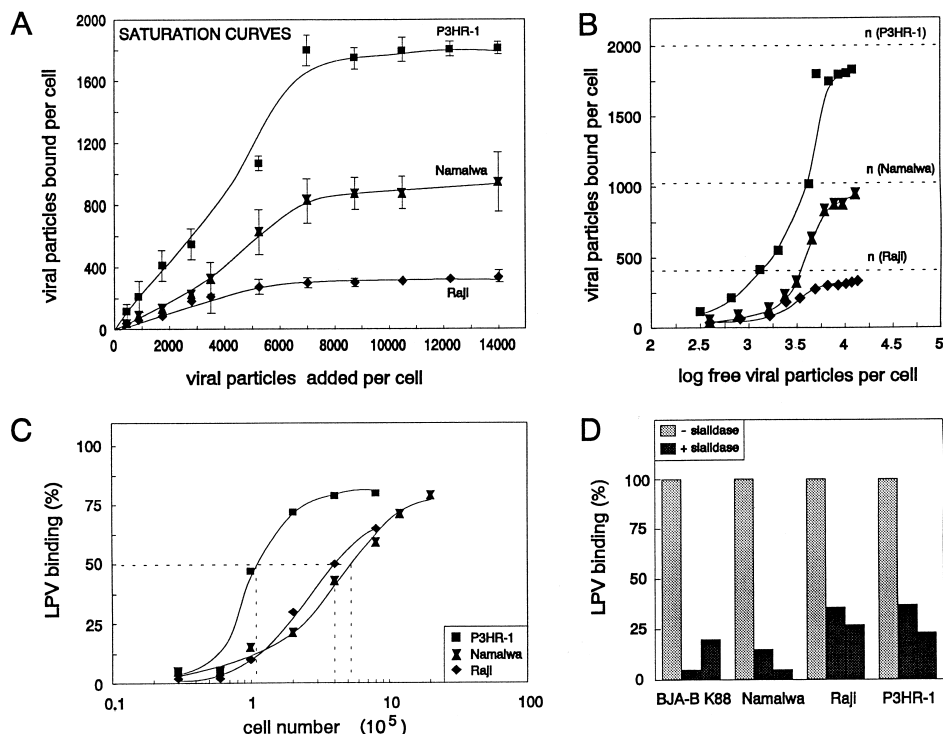 A
SATURATION CURVES
viral particles bound per cell
2000
1600
1200
800
400
0
P3HR-1
Namalwa
Raji
0 2000 4000 6000 8000 10000 12000 14000
viral particles added per cell
B
viral particles bound per cell
2000
1500
1000
500
0
n (P3HR-1)
n (Namalwa)
n (Raji)
2 2.5 3 3.5 4 4.5 5
log free viral particles per cell
C
LPV binding (%)
100
75
50
25
0
P3HR-1
Namalwa
Raji
0.1 1 10 100
cell number (10⁵)
D
- sialidase
+ sialidase
LPV binding (%)
100
75
50
25
0
BJA-B K88 Namalwa Raji P3HR-1